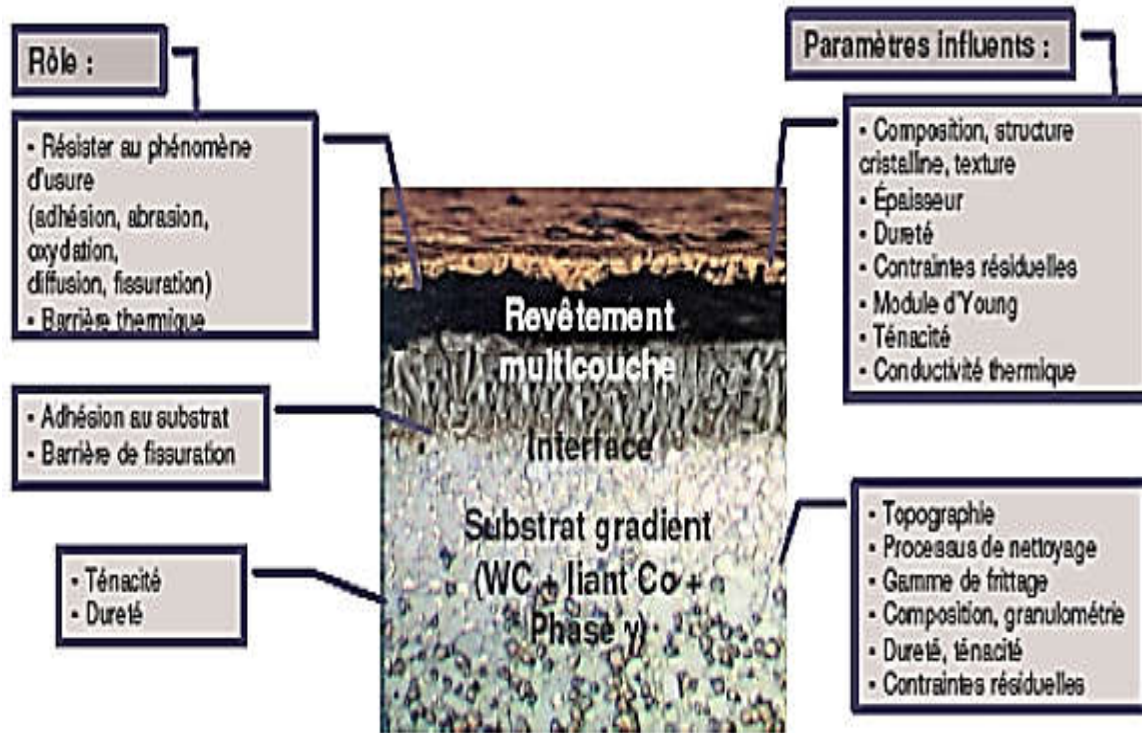 Rôle :
• Résister au phénomène
d'usure
(adhésion, abrasion,
oxydation,
diffusion, fissuration)
• Barrière thermique
• Adhésion au substrat
• Barrière de fissuration
• Ténacité
• Dureté
Revêtement
multicouche
Interface
Substrat gradient
(WC + liant Co +
Phase γ)
Paramètres influents :
• Composition, structure
cristalline, texture
• Épaisseur
• Dureté
• Contraintes résiduelles
• Module d'Young
• Ténacité
• Conductivité thermique
• Topographie
• Processus de nettoyage
• Gamme de frittage
• Composition, granulométrie
• Dureté, ténacité
• Contraintes résiduelles